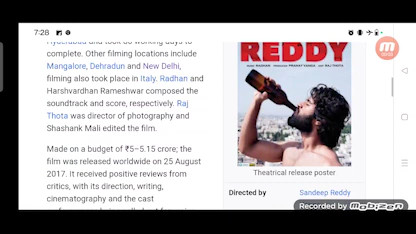 7:28
Hyderabad and took 86 working days to
complete. Other filming locations include
Mangalore, Dehradun and New Delhi,
filming also took place in Italy. Radhan and
Harshvardhan Rameshwar composed the
soundtrack and score, respectively. Raj
Thota was director of photography and
Shashank Mali edited the film.
Made on a budget of ₹5–5.15 crore; the
film was released worldwide on 25 August
2017. It received positive reviews from
critics, with its direction, writing,
cinematography and the cast
REDDY
Theatrical release poster
Directed by
Sandeep Reddy
Recorded by Mobizen